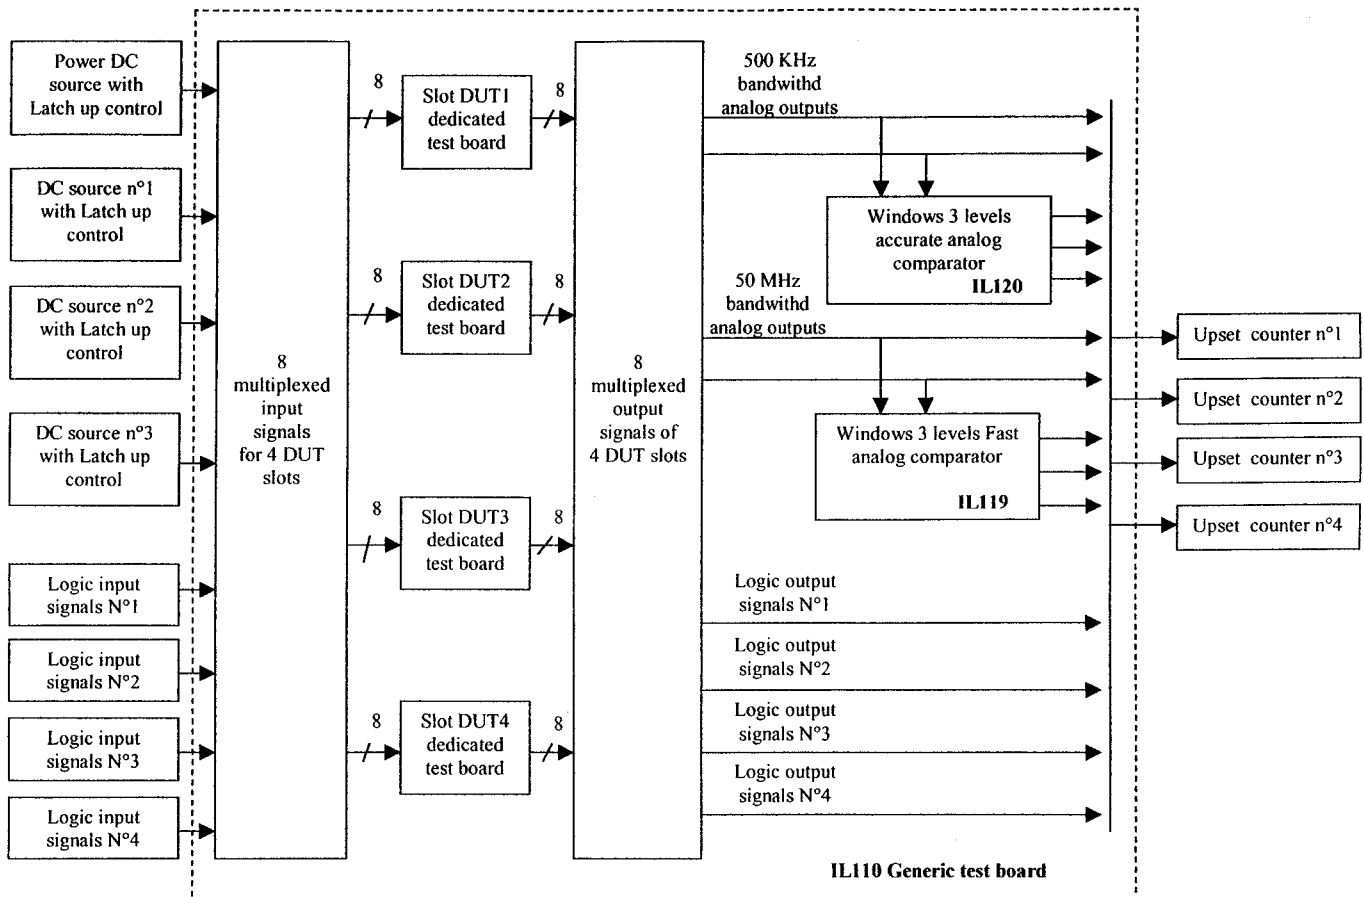 Power DC
source with
Latch up control
DC source n°1
with Latch up
control
DC source n°2
with Latch up
control
DC source n°3
with Latch up
control
Logic input
signals N°1
Logic input
signals N°2
Logic input
signals N°3
Logic input
signals N°4
8
multiplexed
input
signals
for 4 DUT
slots
8
Slot DUT1
dedicated
test board
8
8
Slot DUT2
dedicated
test board
8
8
Slot DUT3
dedicated
test board
8
8
Slot DUT4
dedicated
test board
8
8
multiplexed
output
signals of
4 DUT slots
500 KHz
bandwithd
analog outputs
Windows 3 levels
accurate analog
comparator
IL120
50 MHz
bandwithd
analog outputs
Windows 3 levels Fast
analog comparator
IL119
Logic output
signals N°1
Logic output
signals N°2
Logic output
signals N°3
Logic output
signals N°4
IL110 Generic test board
Upset counter n°1
Upset counter n°2
Upset counter n°3
Upset counter n°4